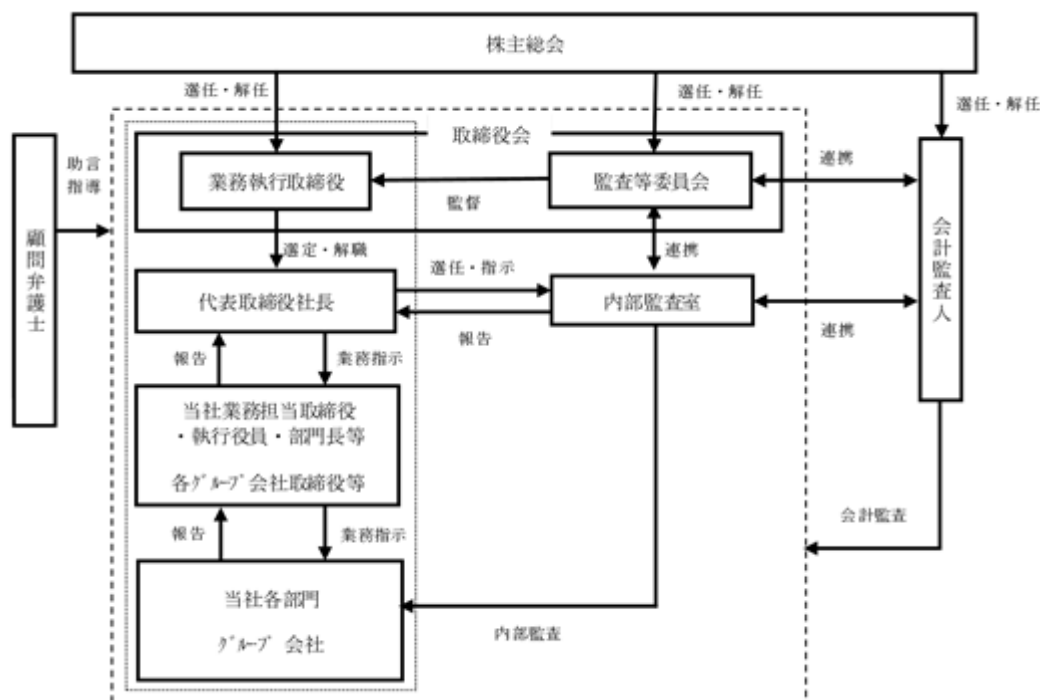 株主総会
選任・解任
選任・解任
選任・解任
取締役会
業務執行取締役
監査等委員会
監督
連携
助言
指導
顧問弁護士
会計監査人
選定・解職
連携
代表取締役社長
選任・指示
報告
内部監査室
連携
報告
業務指示
当社業務担当取締役
・執行役員・部門長等
各グループ会社取締役等
報告
業務指示
会計監査
当社各部門
グループ会社
内部監査